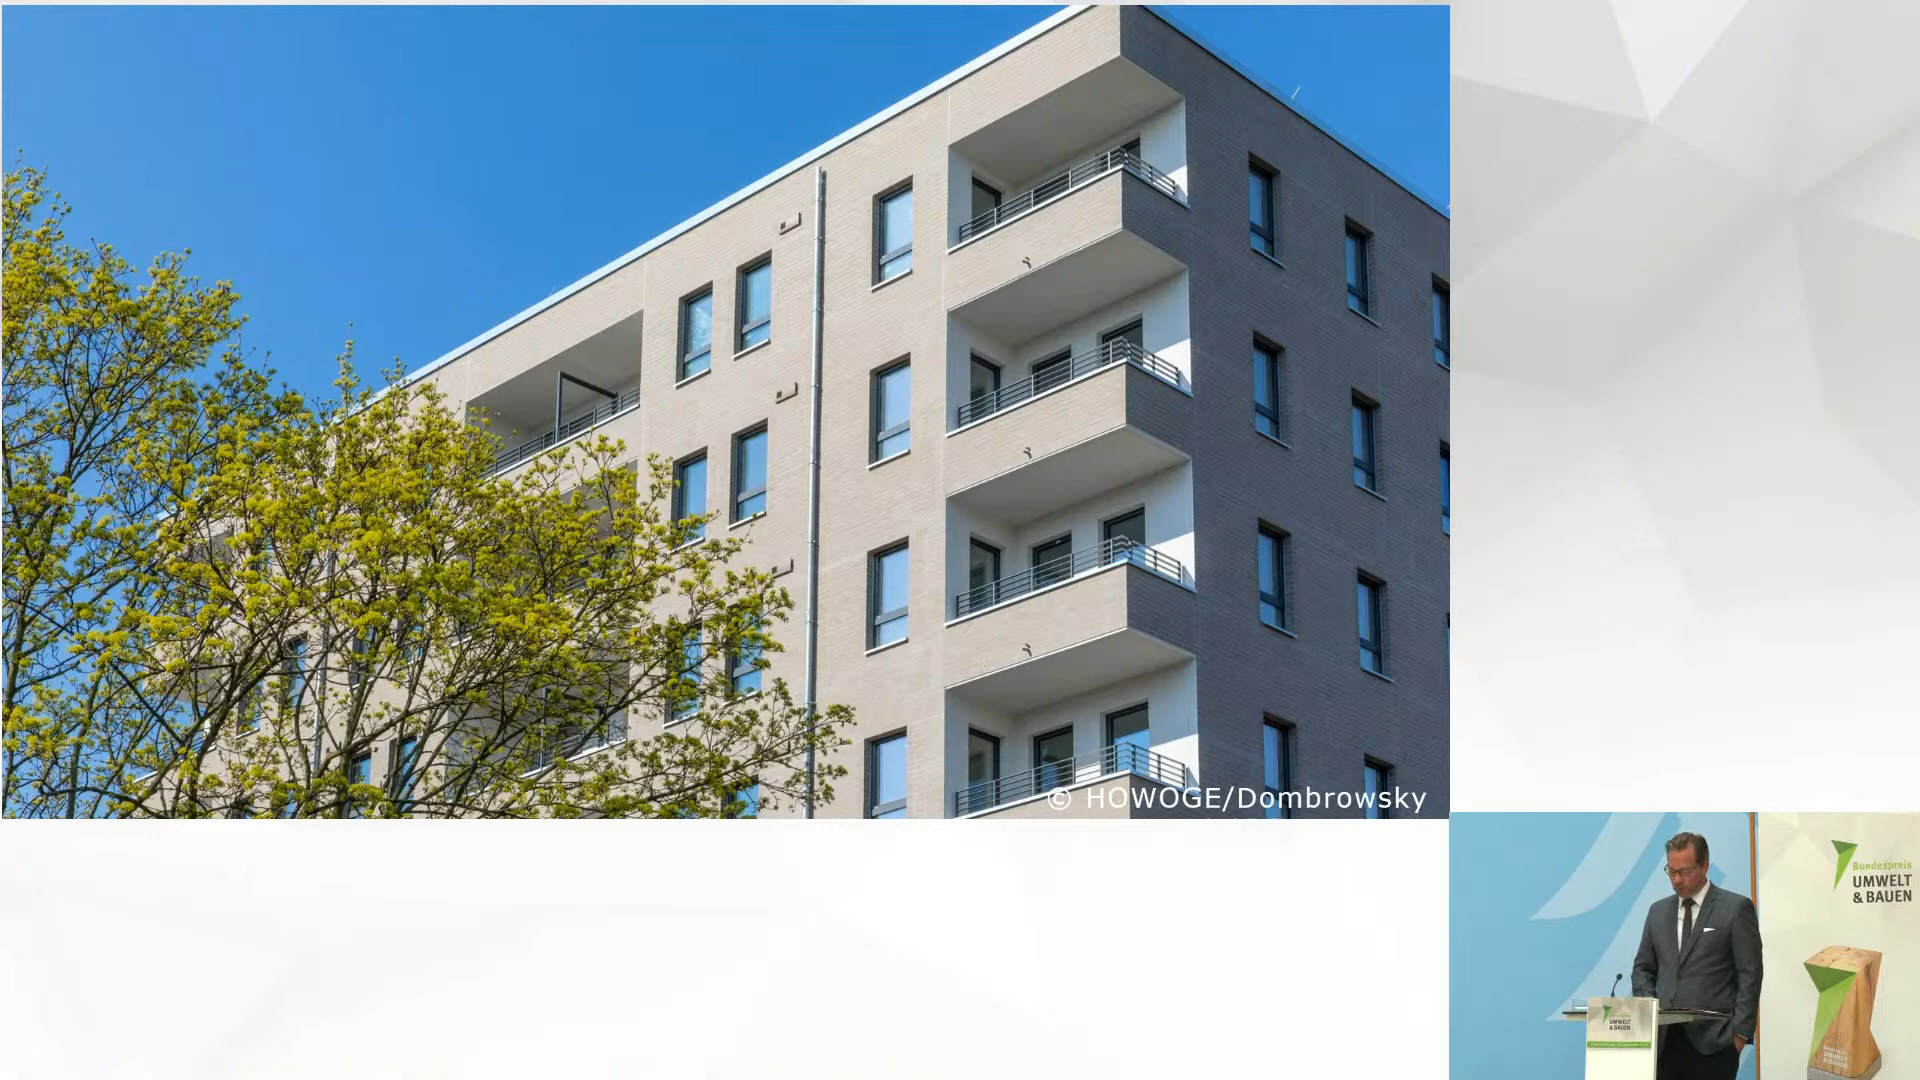 © HOWOGE/Dombrowsky
Bundespreis
UMWELT
& BAUEN
UMWELT
& BAUEN